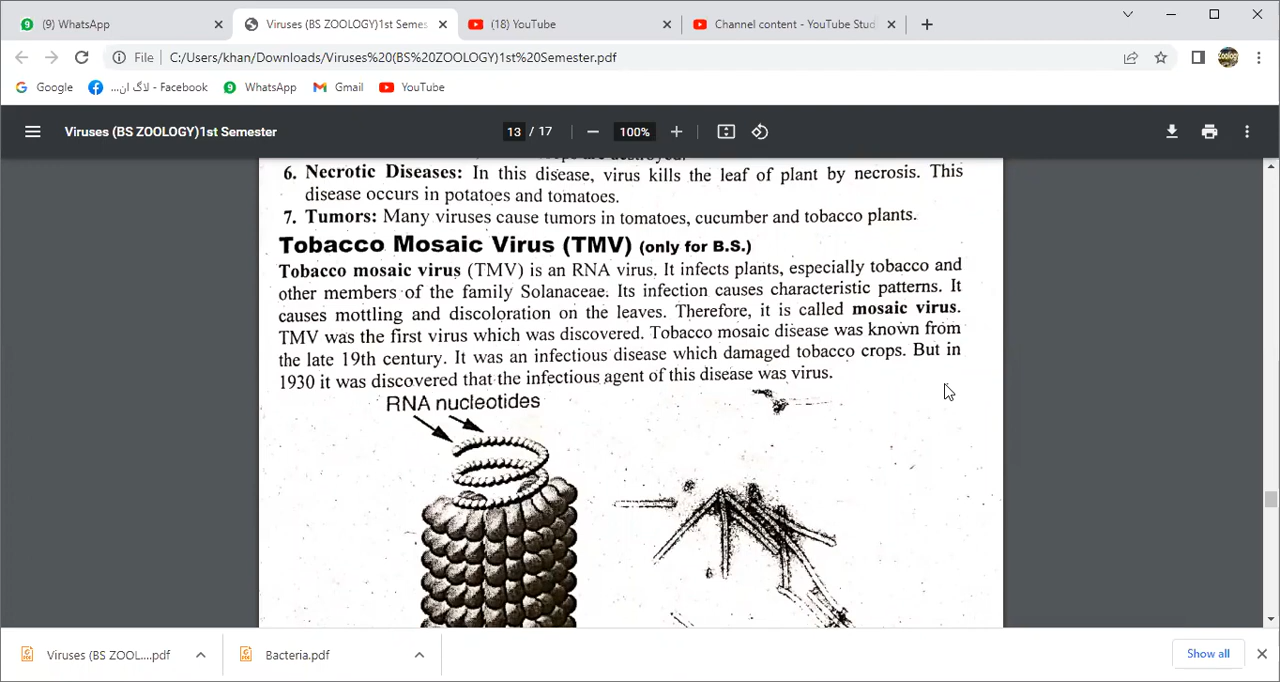 (9) WhatsApp
Viruses (BS ZOOLOGY)1st Semes
(18) YouTube
Channel content - YouTube Stud
File | C:/Users/khan/Downloads/Viruses%20(BS%20ZOOLOGY)1st%20Semester.pdf
Zoology
Google
لاگ ان... - Facebook
WhatsApp
Gmail
YouTube
Viruses (BS ZOOLOGY)1st Semester
13 / 17
100%
6. Necrotic Diseases: In this disease, virus kills the leaf of plant by necrosis. This
disease occurs in potatoes and tomatoes.
7. Tumors: Many viruses cause tumors in tomatoes, cucumber and tobacco plants.
Tobacco Mosaic Virus (TMV) (only for B.S.)
Tobacco mosaic virus (TMV) is an RNA virus. It infects plants, especially tobacco and
other members of the family Solanaceae. Its infection causes characteristic patterns. It
causes mottling and discoloration on the leaves. Therefore, it is called mosaic virus.
TMV was the first virus which was discovered. Tobacco mosaic disease was known from
the late 19th century. It was an infectious disease which damaged tobacco crops. But in
1930 it was discovered that the infectious agent of this disease was virus.
RNA nucleotides
Viruses (BS ZOOL....pdf
Bacteria.pdf
Show all